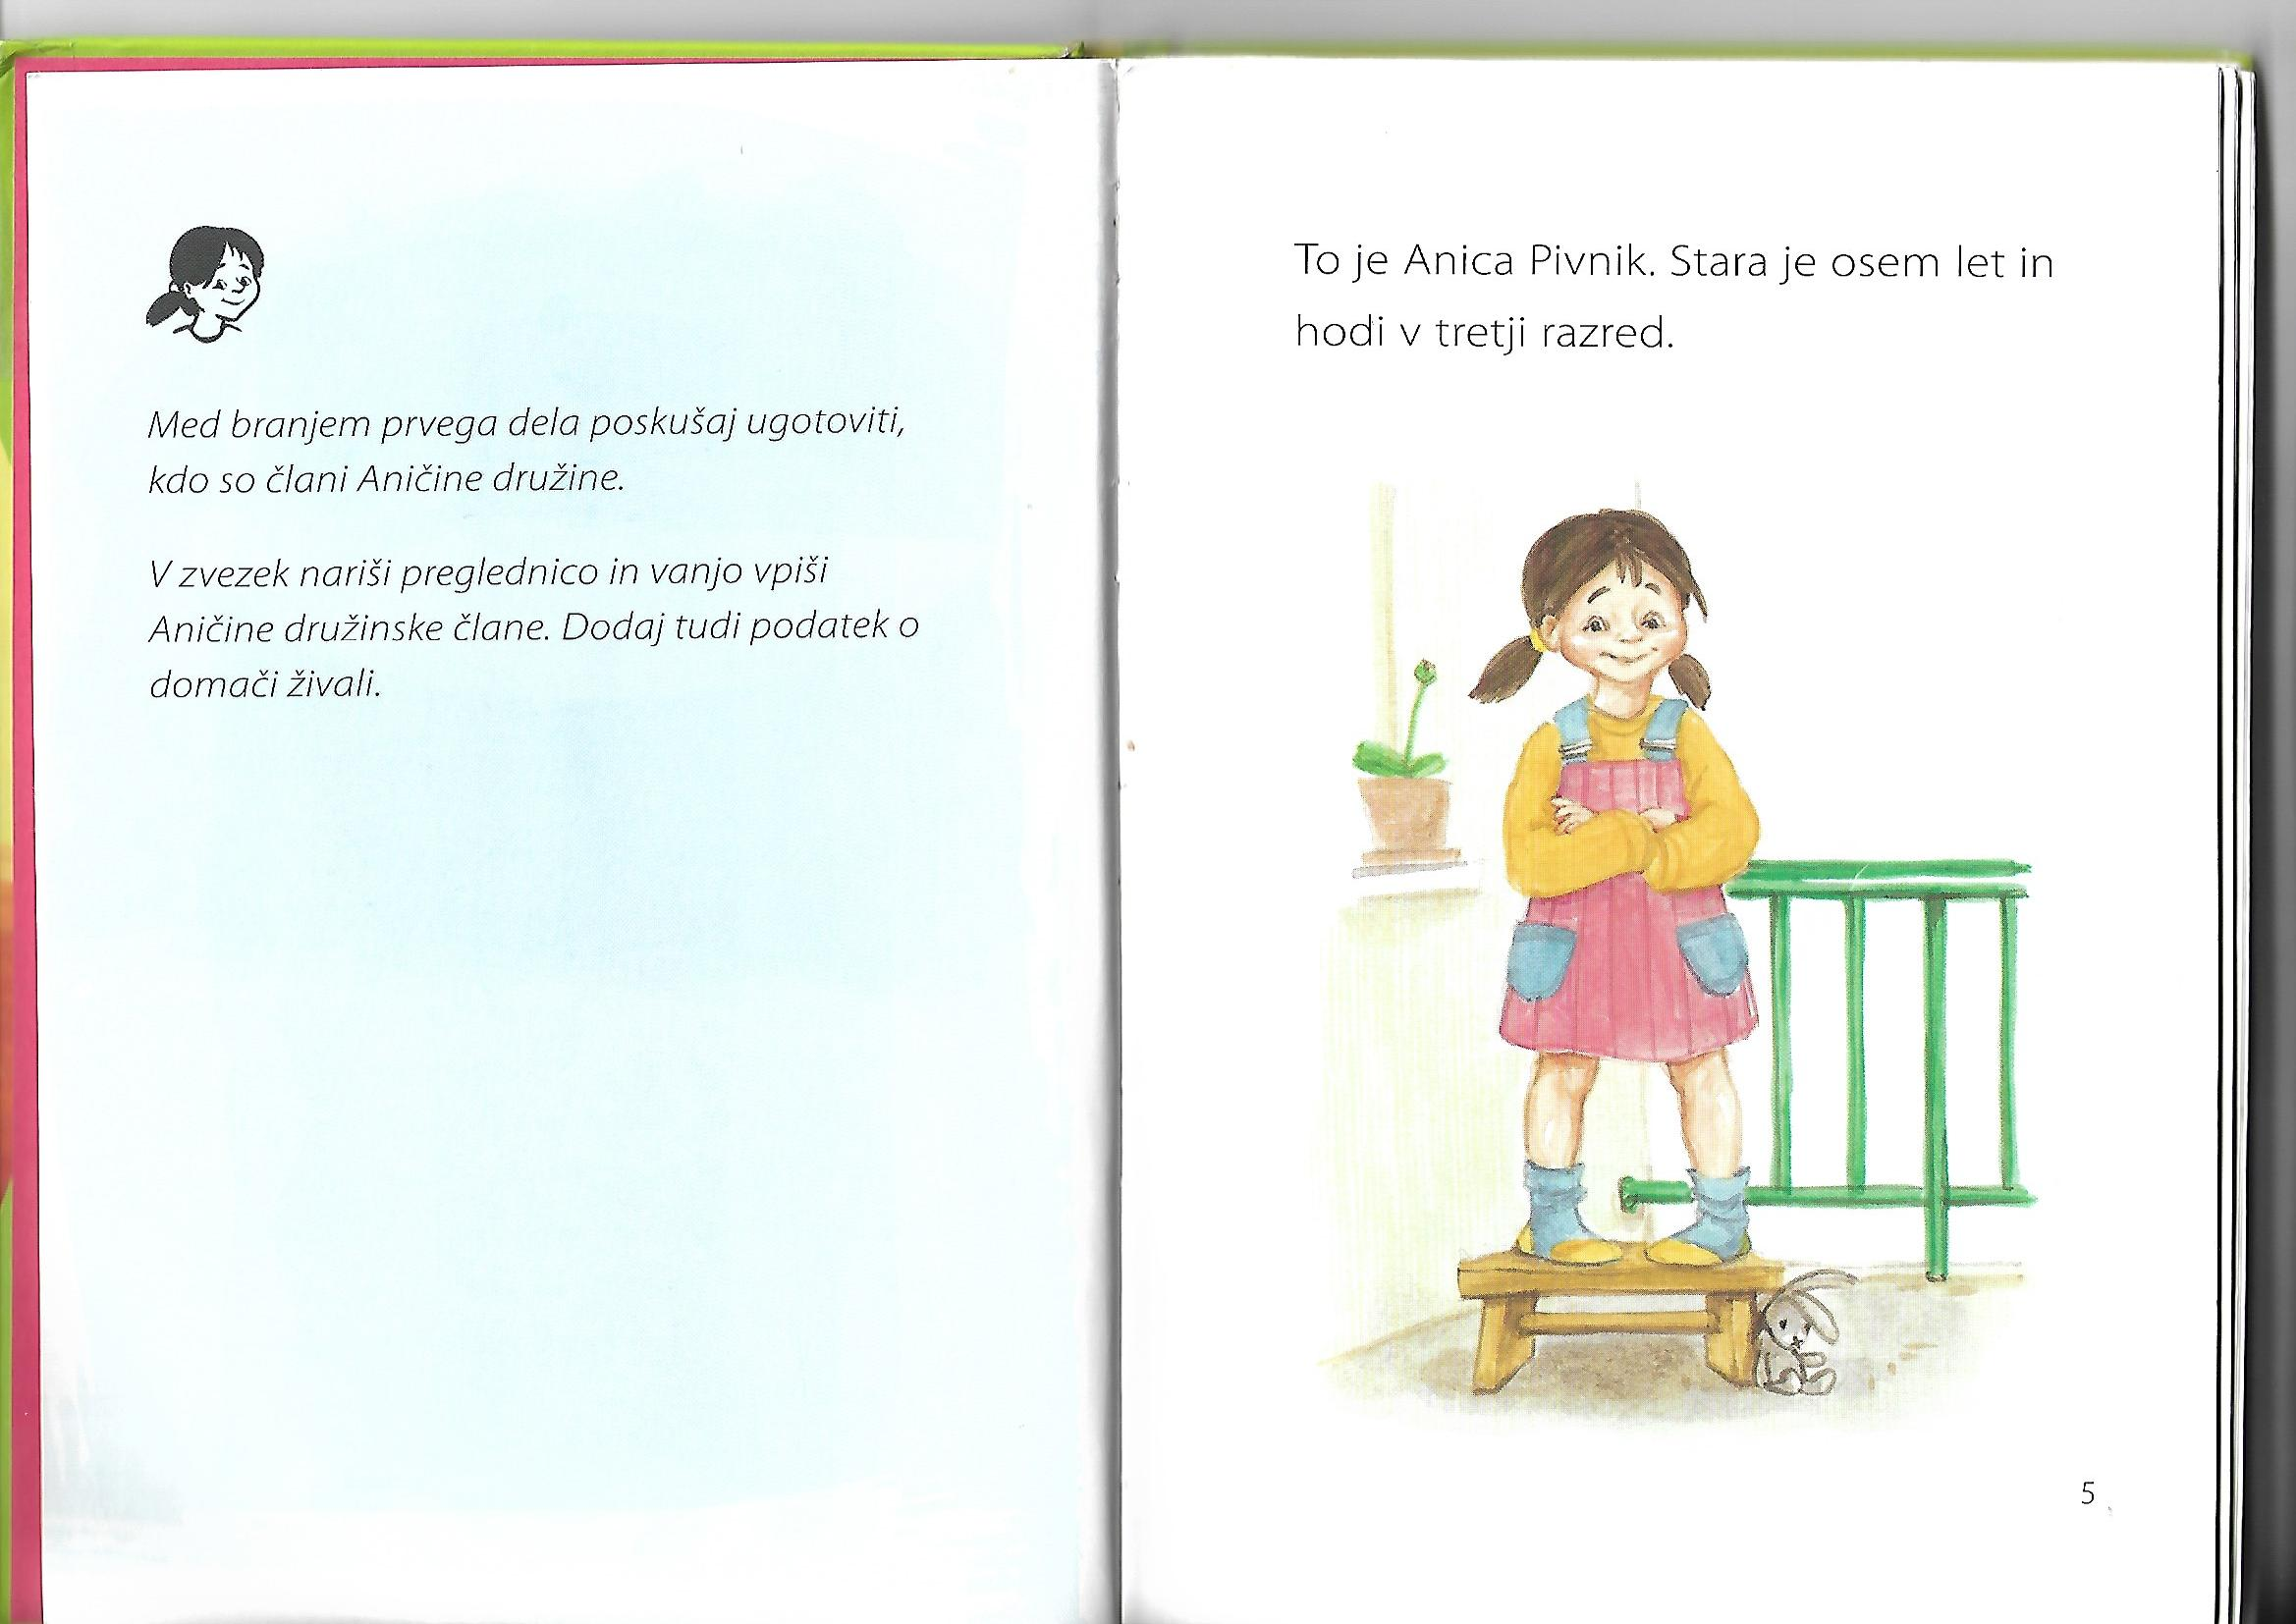 Med branjem prvega dela poskušaj ugotoviti,
kdo so člani Aničine družine.
V zvezek nariši preglednico in vanjo vpiši
Aničine družinske člane. Dodaj tudi podatek o
domači živali.
To je Anica Pivnik. Stara je osem let in
hodi v tretji razred.
5